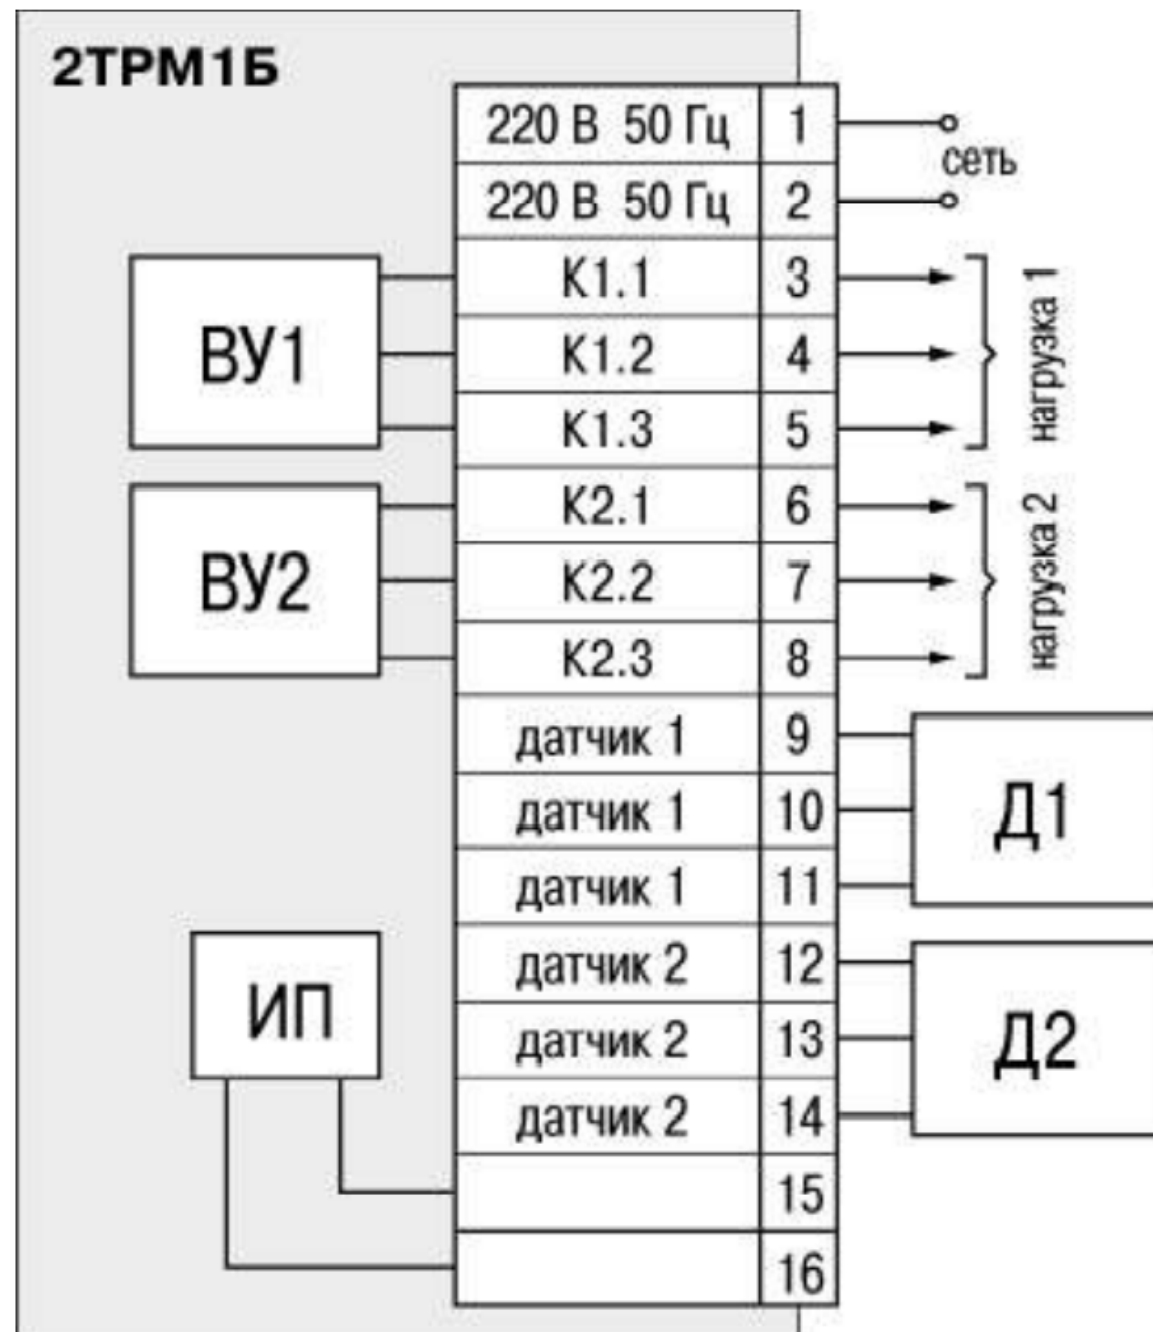 2ТРМ1Б
220 В 50 Гц 1
сеть
220 В 50 Гц 2
К1.1 3
ВУ1
К1.2 4
нагрузка 1
К1.3 5
К2.1 6
ВУ2
К2.2 7
нагрузка 2
К2.3 8
датчик 1 9
датчик 1 10
Д1
датчик 1 11
датчик 2 12
ИП
датчик 2 13
Д2
датчик 2 14
15
16